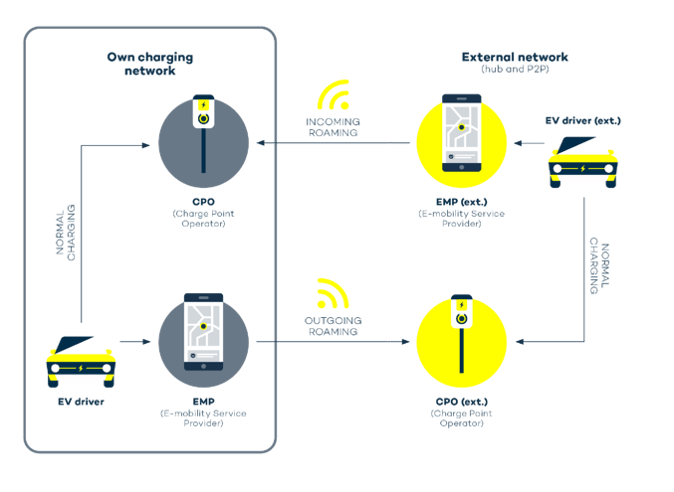 Own charging
network
External network
(hub and P2P)
INCOMING
ROAMING
EV driver (ext.)
CPO
(Charge Point
Operator)
EMP (ext.)
(E-mobility Service
Provider)
NORMAL
CHARGING
NORMAL
CHARGING
OUTGOING
ROAMING
EV driver
EMP
(E-mobility Service
Provider)
CPO (ext.)
(Charge Point
Operator)